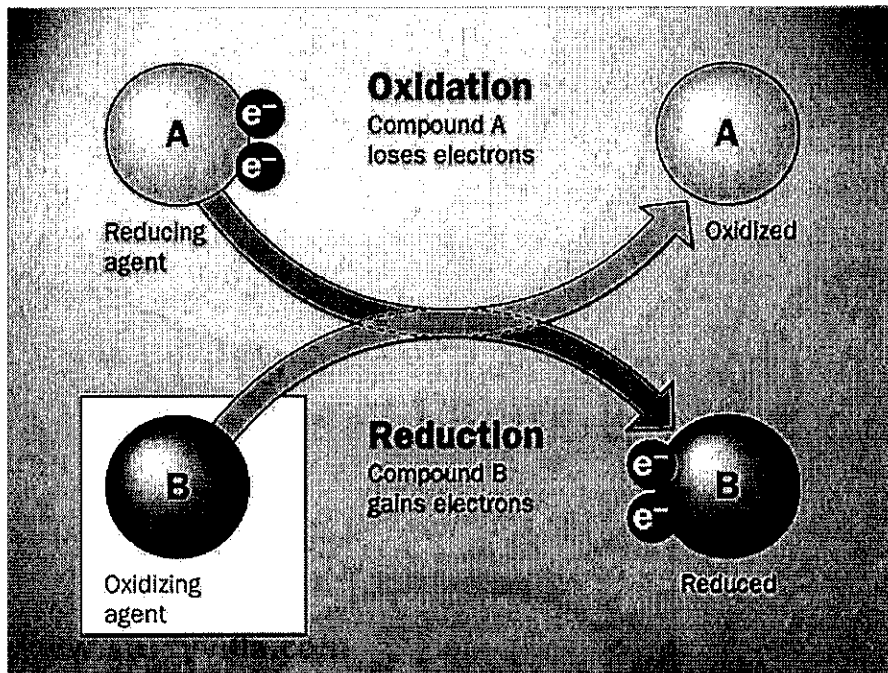 Oxidation
Compound A
loses electrons
A
e⁻
e⁻
A
Reducing
agent
Oxidized
Reduction
Compound B
gains electrons
B
e⁻
e⁻
B
Oxidizing
agent
Reduced